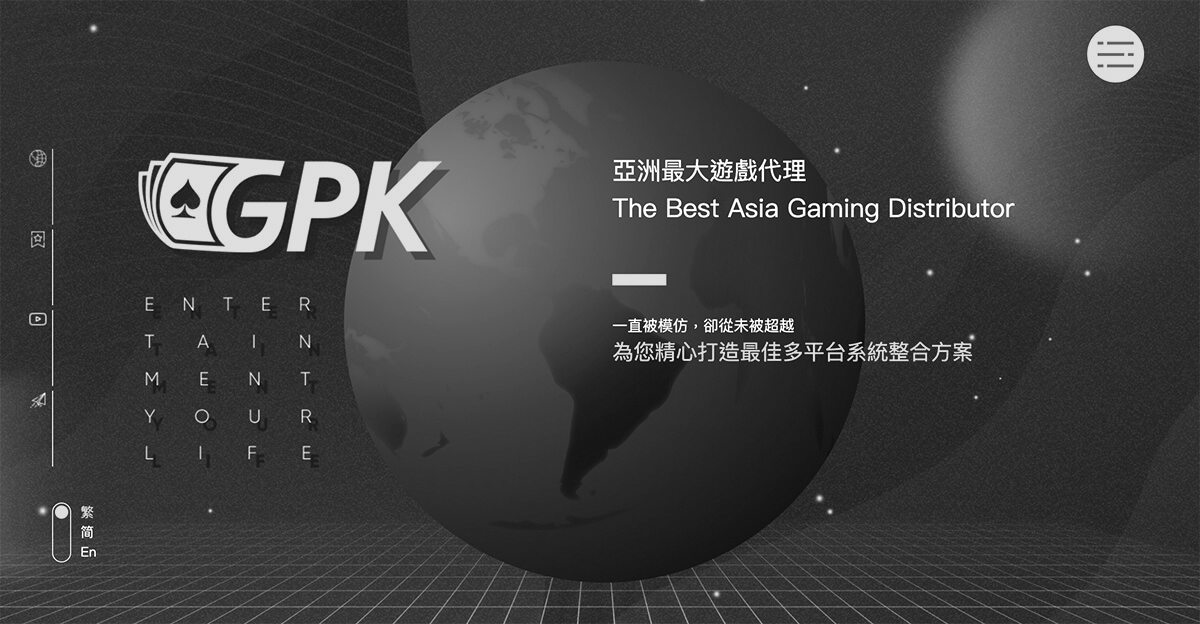 GPK
E N T E R
T A I N
M E N T
Y O U R
L I F E
亞洲最大遊戲代理
The Best Asia Gaming Distributor
一直被模仿，卻從未被超越
為您精心打造最佳多平台系統整合方案
繁
简
En